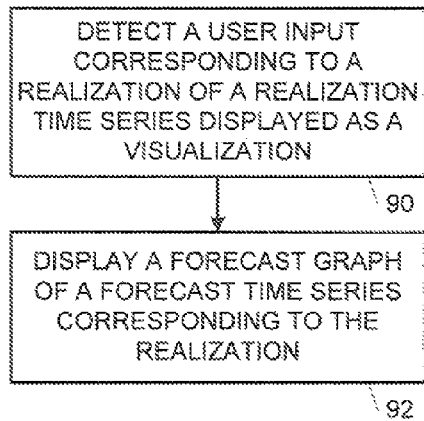 DETECT A USER INPUT
CORRESPONDING TO A
REALIZATION OF A REALIZATION
TIME SERIES DISPLAYED AS A
VISUALIZATION
90
DISPLAY A FORECAST GRAPH
OF A FORECAST TIME SERIES
CORRESPONDING TO THE
REALIZATION
92